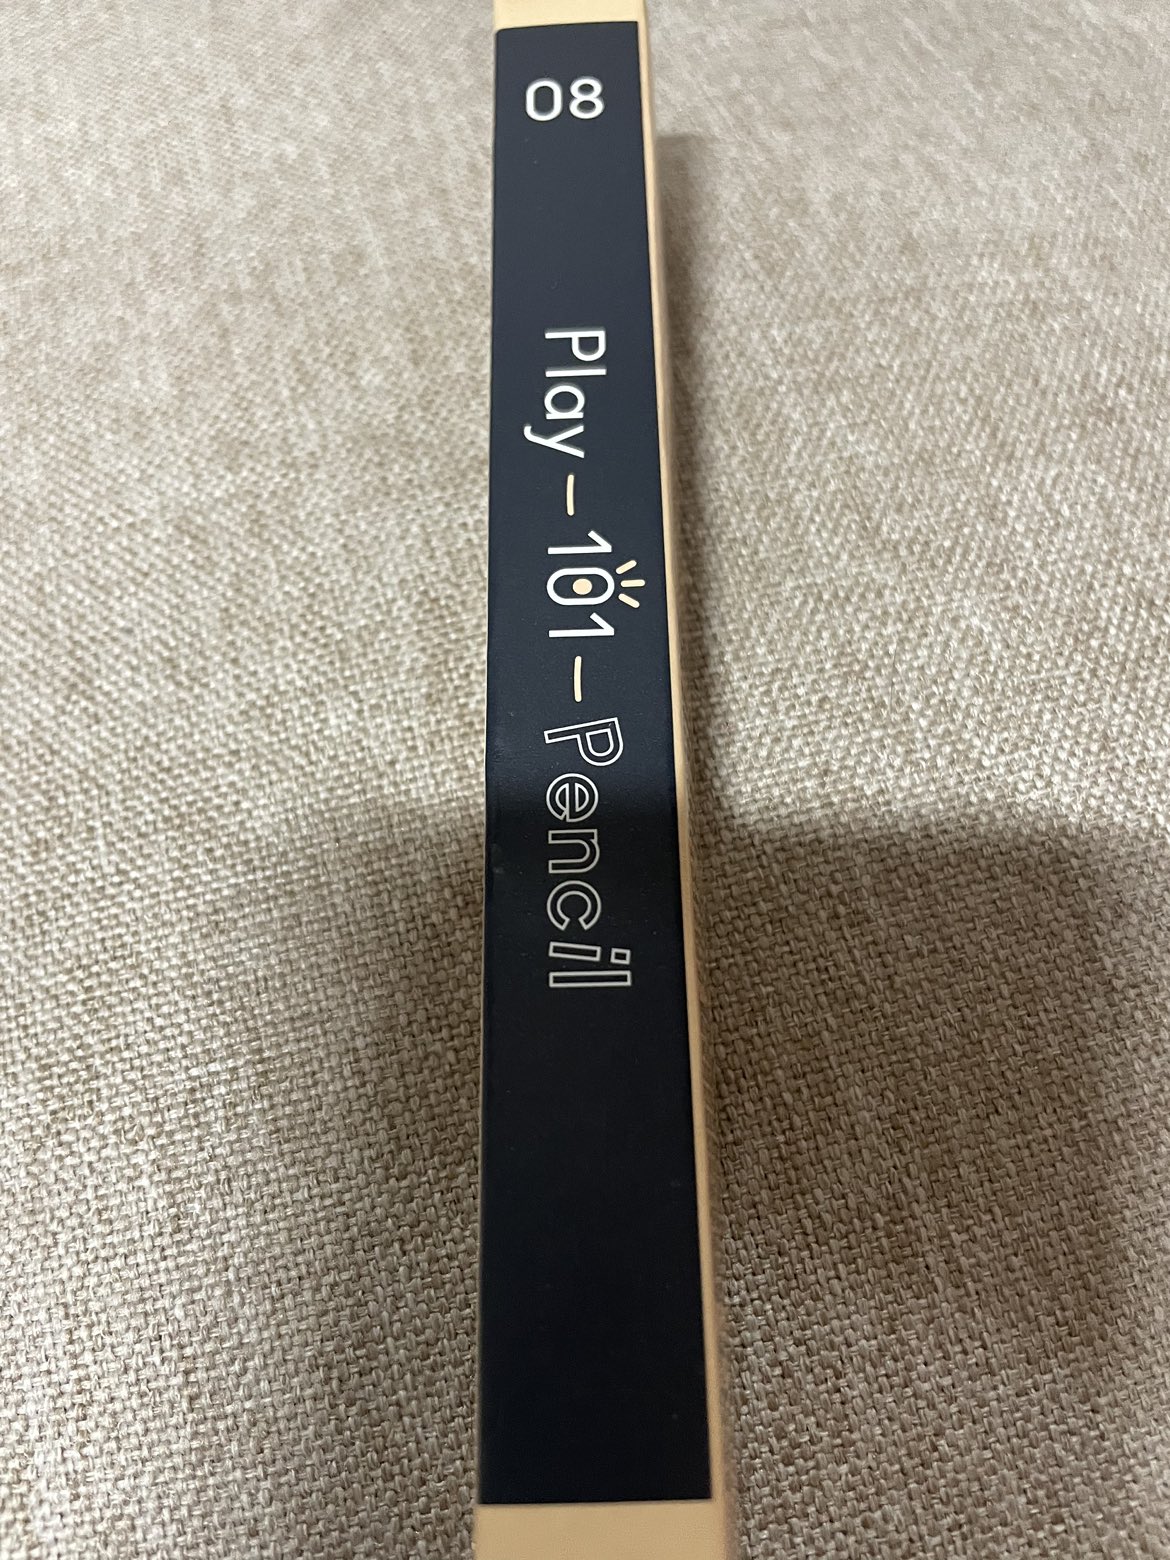 08
Play – 101 – Pencil